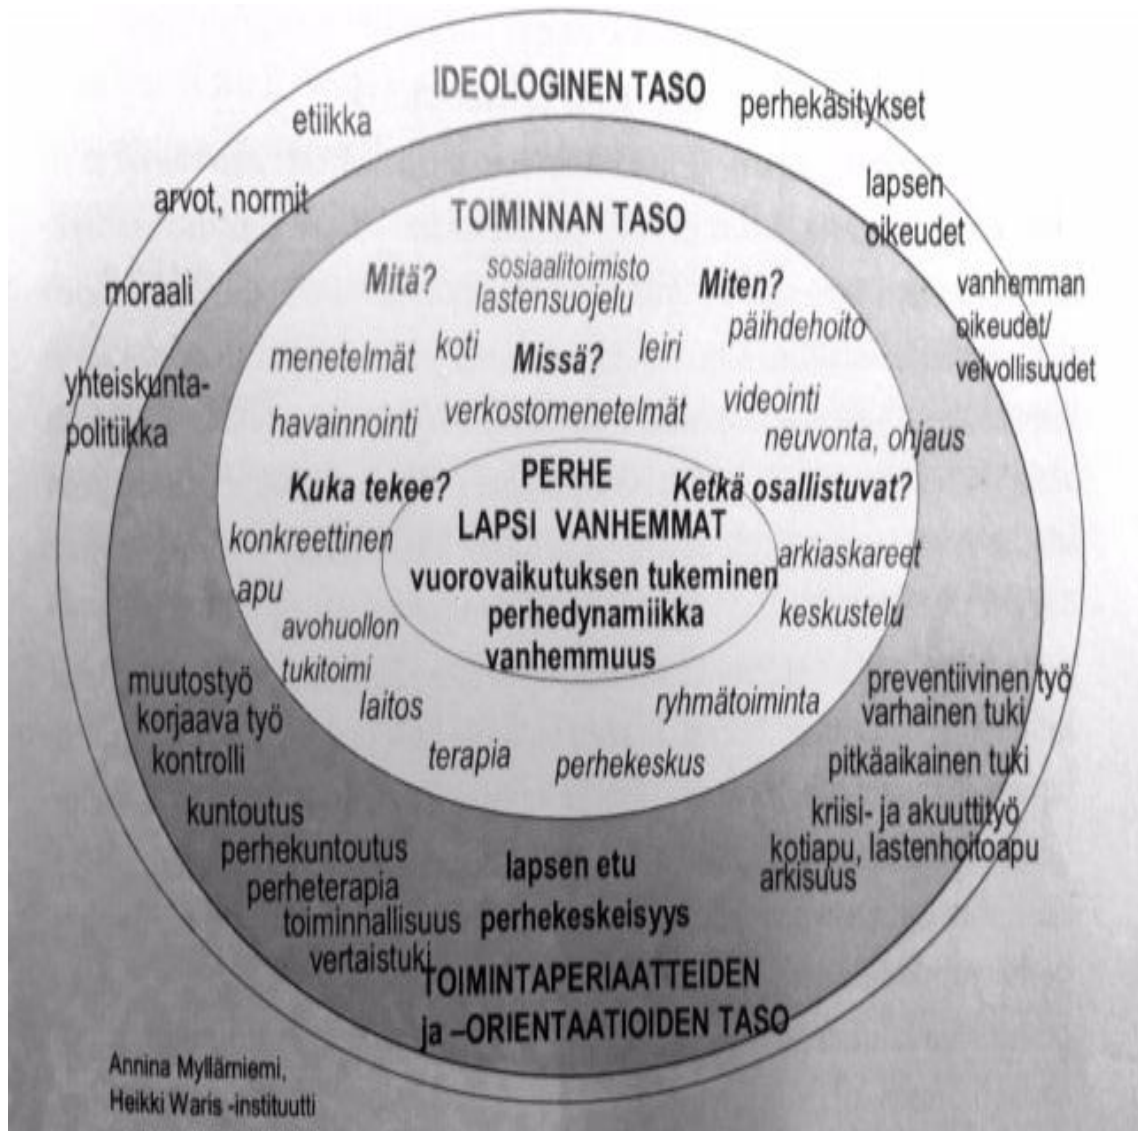 IDEOLOGINEN TASO
etiikka
perhekäsitykset
arvot, normit
lapsen
oikeudet
moraali
vanhemman
oikeudet/
velvollisuudet
yhteiskunta-
politiikka
TOIMINNAN TASO
Mitä?
sosiaalitoimisto
lastensuojelu
Miten?
päihdehoito
menetelmät
koti
Missä?
leiri
havainnointi
verkostomenetelmät
videointi
neuvonta, ohjaus
Kuka tekee?
PERHE
Ketkä osallistuvat?
LAPSI VANHEMMAT
konkreettinen
apu
vuorovaikutuksen tukeminen
perhedynamiikka
vanhemmuus
arkiaskareet
keskustelu
avohuollon
tukitoimi
laitos
ryhmätoiminta
terapia
perhekeskus
muutostyö
korjaava työ
kontrolli
kuntoutus
perhekuntoutus
perheterapia
toiminnallisuus
vertaistuki
preventiivinen työ
varhainen tuki
pitkäaikainen tuki
kriisi- ja akuuttityö
kotiapu, lastenhoitoapu
arkisuus
lapsen etu
perhekeskeisyys
TOIMINTAPERIAATTEIDEN
ja –ORIENTAATIOIDEN TASO
Annina Myllärniemi,
Heikki Waris -instituutti